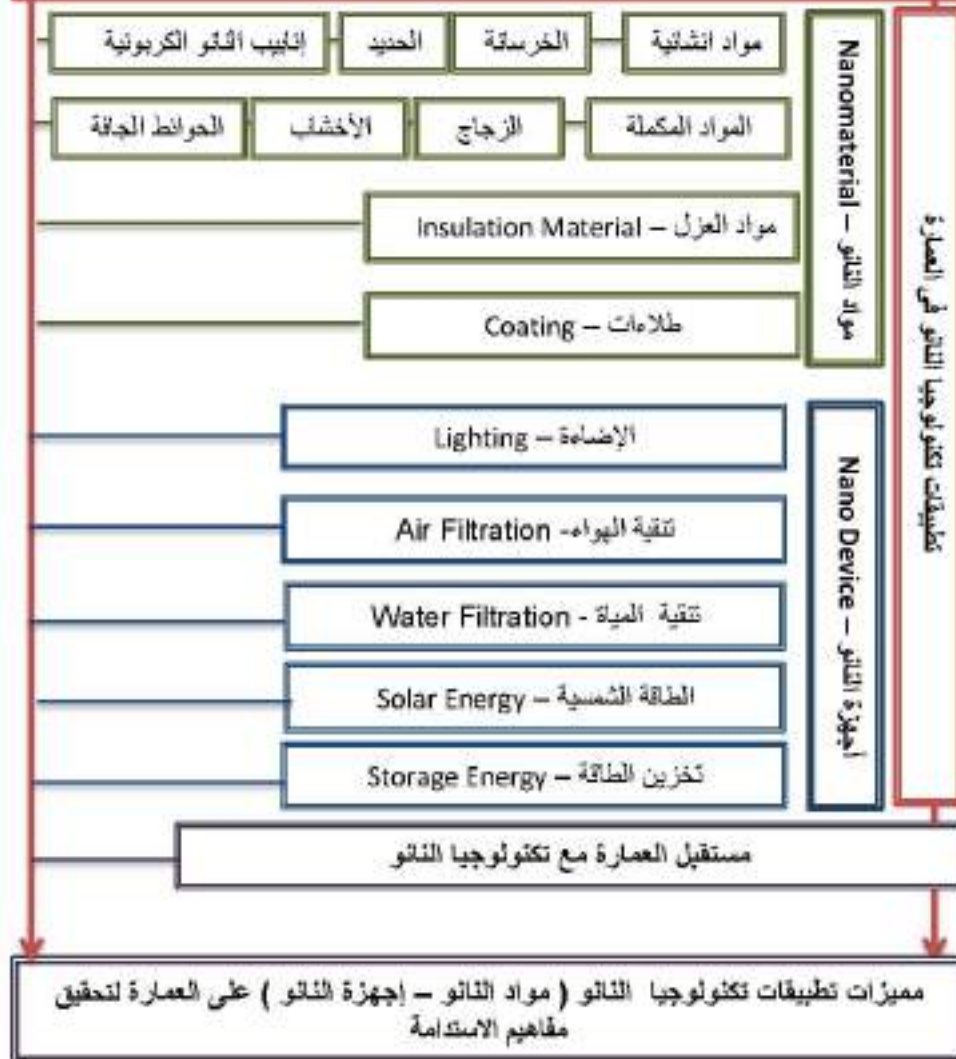 تطبيقات تكنولوجيا النانو فى العمارة
مواد النانو – Nanomaterial
مواد انشائية
الخرسانة
الحديد
إنابيب النانو الكربونية
المواد المكملة
الزجاج
الأخشاب
الحوائط الجافة
مواد العزل – Insulation Material
طلاءات – Coating
أجهزة النانو – Nano Device
الإضاءة – Lighting
تنقية الهواء- Air Filtration
تنقية المياة - Water Filtration
الطاقة الشمسية – Solar Energy
تخزين الطاقة – Storage Energy
مستقبل العمارة مع تكنولوجيا النانو
مميزات تطبيقات تكنولوجيا النانو ( مواد النانو – إجهزة النانو ) على العمارة لتحقيق
مفاهيم الاستدامة